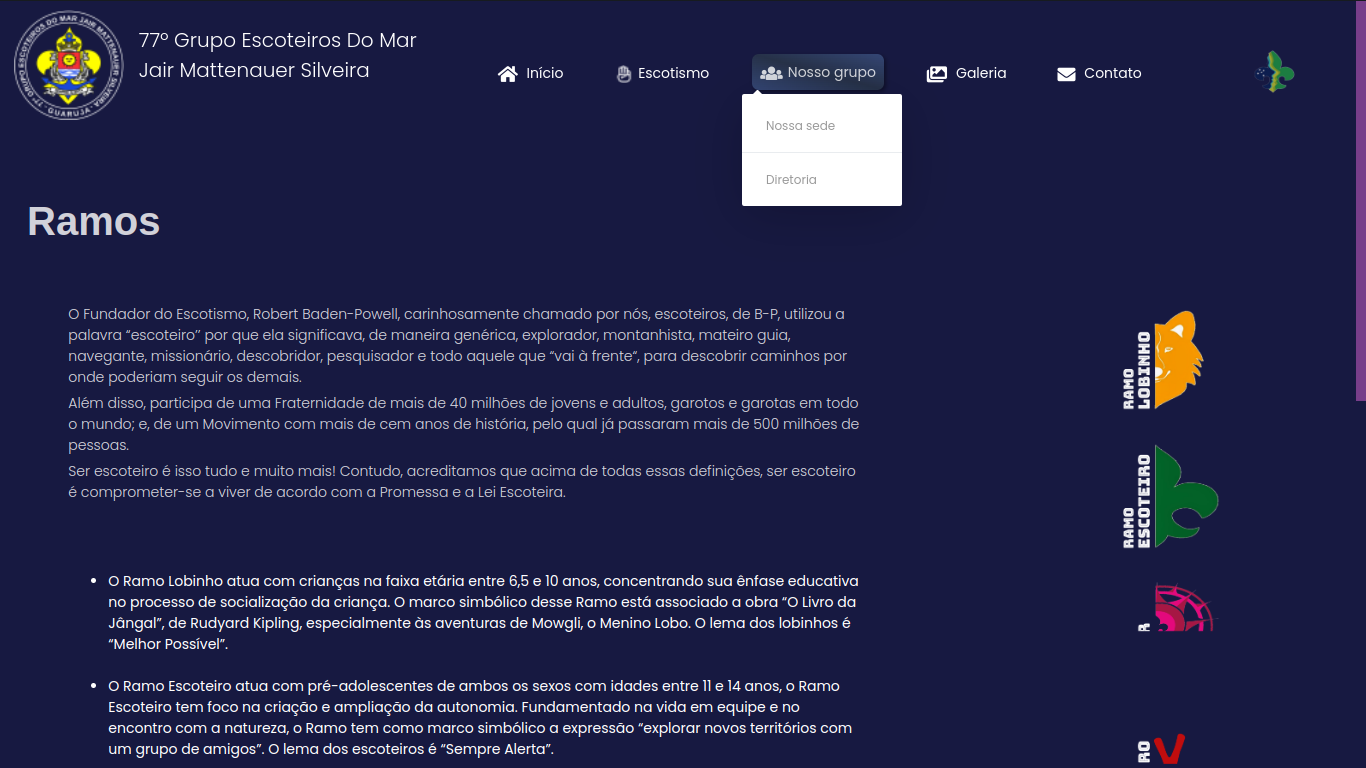 77º GRUPO ESCOTEIROS DO MAR JAIR MATTENAUER SILVEIRA
GUARUJA
77º Grupo Escoteiros Do Mar
Jair Mattenauer Silveira
Início
Escotismo
Nosso grupo
Galeria
Contato
Nossa sede
Diretoria
Ramos
O Fundador do Escotismo, Robert Baden-Powell, carinhosamente chamado por nós, escoteiros, de B-P, utilizou a
palavra “escoteiro” por que ela significava, de maneira genérica, explorador, montanhista, mateiro guia,
navegante, missionário, descobridor, pesquisador e todo aquele que “vai à frente“, para descobrir caminhos por
onde poderiam seguir os demais.
Além disso, participa de uma Fraternidade de mais de 40 milhões de jovens e adultos, garotos e garotas em todo
o mundo; e, de um Movimento com mais de cem anos de história, pelo qual já passaram mais de 500 milhões de
pessoas.
Ser escoteiro é isso tudo e muito mais! Contudo, acreditamos que acima de todas essas definições, ser escoteiro
é comprometer-se a viver de acordo com a Promessa e a Lei Escoteira.
RAMO
LOBINHO
RAMO
ESCOTEIRO
• O Ramo Lobinho atua com crianças na faixa etária entre 6,5 e 10 anos, concentrando sua ênfase educativa
no processo de socialização da criança. O marco simbólico desse Ramo está associado a obra “O Livro da
Jângal”, de Rudyard Kipling, especialmente às aventuras de Mowgli, o Menino Lobo. O lema dos lobinhos é
“Melhor Possível”.
• O Ramo Escoteiro atua com pré-adolescentes de ambos os sexos com idades entre 11 e 14 anos, o Ramo
Escoteiro tem foco na criação e ampliação da autonomia. Fundamentado na vida em equipe e no
encontro com a natureza, o Ramo tem como marco simbólico a expressão “explorar novos territórios com
um grupo de amigos”. O lema dos escoteiros é “Sempre Alerta”.
RO